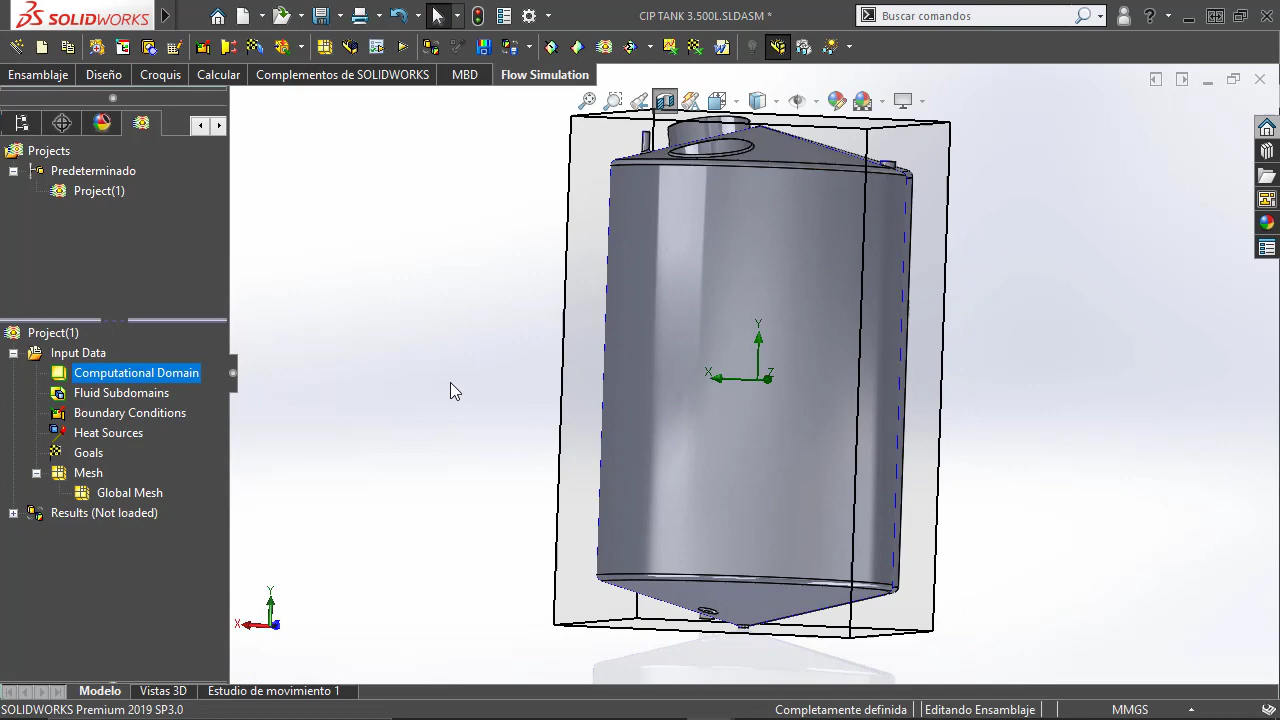 SOLIDWORKS
CIP TANK 3.500L.SLDASM *
Buscar comandos
Ensamblaje Diseño Croquis Calcular Complementos de SOLIDWORKS MBD Flow Simulation
Projects
Predeterminado
Project(1)
Project(1)
Input Data
Computational Domain
Fluid Subdomains
Boundary Conditions
Heat Sources
Goals
Mesh
Global Mesh
Results (Not loaded)
Y
X
Z
Y
X
Modelo Vistas 3D Estudio de movimiento 1
SOLIDWORKS Premium 2019 SP3.0
Completamente definida Editando Ensamblaje MMGS